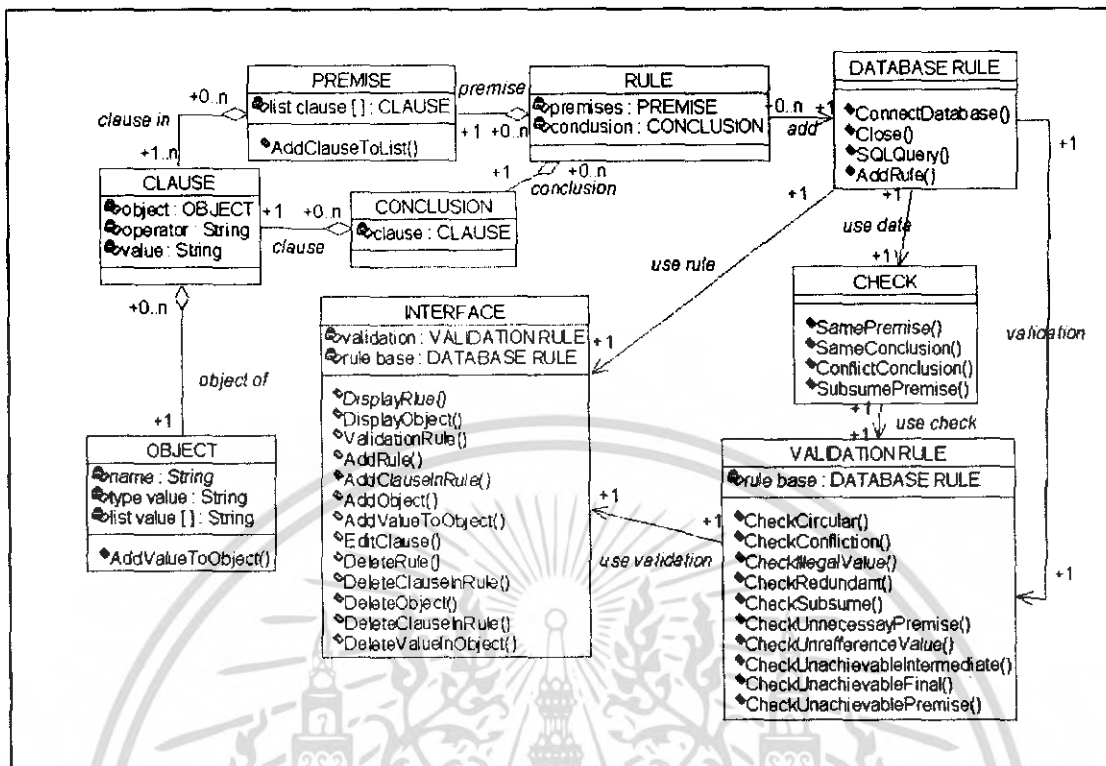 PREMISE
list clause [ ] : CLAUSE
AddClauseToList()
premise
+0..n
clause in
+1..n
+1
+0..n
RULE
premises : PREMISE
conclusion : CONCLUSION
+0..n
+1
add
DATABASE RULE
ConnectDatabase()
Close()
SQLQuery()
AddRule()
+1
+1
validation
+1
+1
use data
+1
+1
+0..n
conclusion
CLAUSE
object : OBJECT
operator : String
value : String
+1
+0..n
clause
CONCLUSION
clause : CLAUSE
use rule
+1
+0..n
object of
+1
CHECK
SamePremise()
SameConclusion()
ConflictConclusion()
SubsumePremise()
+1
use check
+1
INTERFACE
validation : VALIDATION RULE
rule base : DATABASE RULE
DisplayRlue()
DisplayObject()
ValidationRule()
AddRule()
AddClauseInRule()
AddObject()
AddValueToObject()
EditClause()
DeleteRule()
DeleteClauseInRule()
DeleteObject()
DeleteClauseInRule()
DeleteValueInObject()
+1
+1
use validation
OBJECT
name : String
type value : String
list value [ ] : String
AddValueToObject()
VALIDATION RULE
rule base : DATABASE RULE
CheckCircular()
CheckConfliction()
CheckIllegalValue()
CheckRedundant()
CheckSubsume()
CheckUnnecessayPremise()
CheckUnrefferenceValue()
CheckUnachievableIntermediate()
CheckUnachievableFinal()
CheckUnachievablePremise()